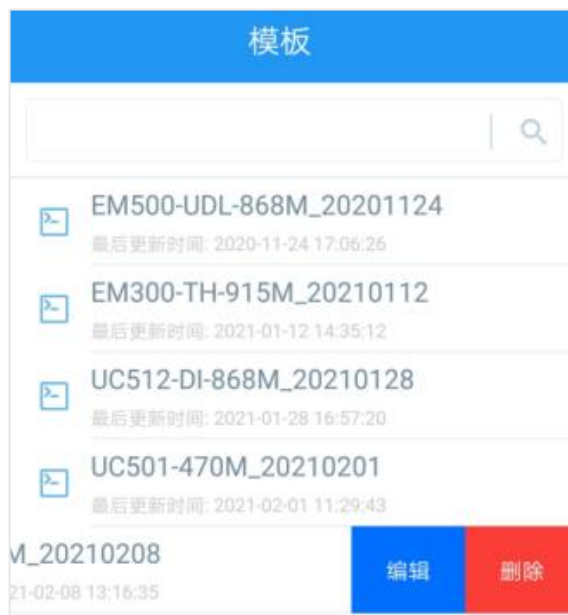 模板
EM500-UDL-868M_20201124
最后更新时间: 2020-11-24 17:06:26
EM300-TH-915M_20210112
最后更新时间: 2021-01-12 14:35:12
UC512-DI-868M_20210128
最后更新时间: 2021-01-28 16:57:20
UC501-470M_20210201
最后更新时间: 2021-02-01 11:29:43
M_20210208
21-02-08 13:16:35
编辑
删除